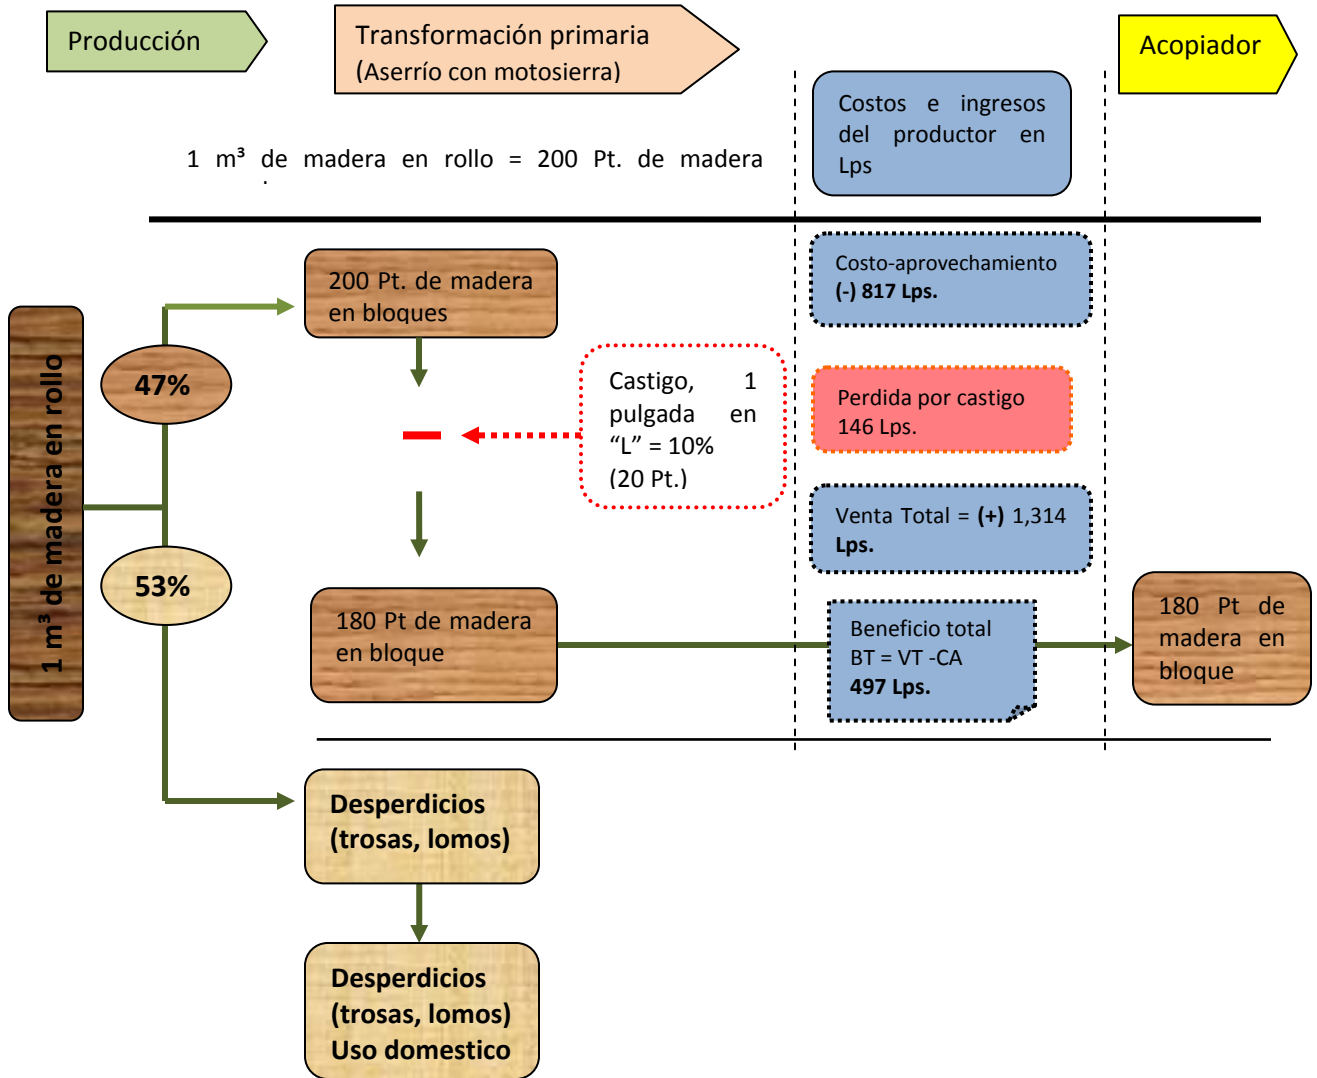 Producción
Transformación primaria
(Aserrío con motosierra)
Acopiador
Costos e ingresos
del productor en
Lps
1 m³ de madera en rollo = 200 Pt. de madera
1 m³ de madera en rollo
47%
53%
200 Pt. de madera
en bloques
Castigo, 1
pulgada en
“L” = 10%
(20 Pt.)
180 Pt de madera
en bloque
Costo-aprovechamiento
(-) 817 Lps.
Perdida por castigo
146 Lps.
Venta Total = (+) 1,314
Lps.
Beneficio total
BT = VT -CA
497 Lps.
180 Pt de
madera en
bloque
Desperdicios
(trosas, lomos)
Desperdicios
(trosas, lomos)
Uso domestico